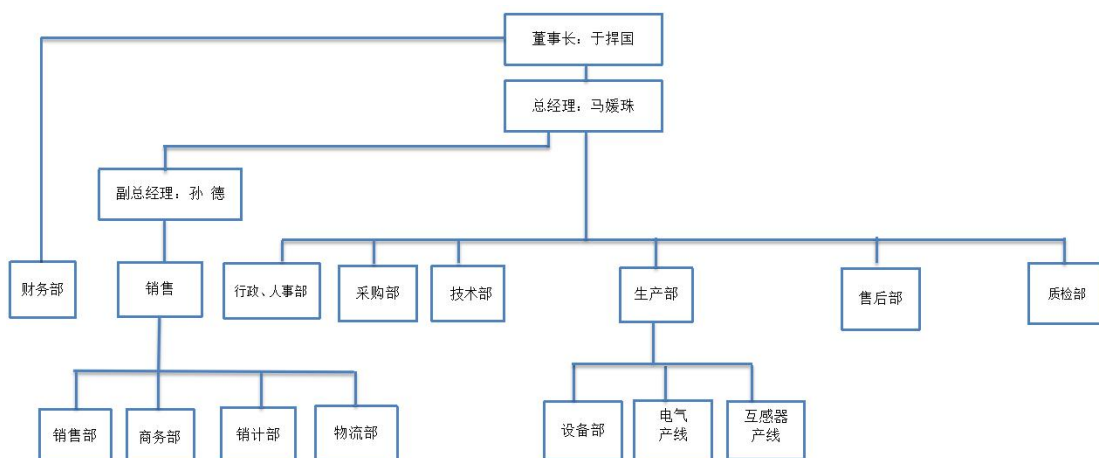 董事长：于捍国
总经理：马媛珠
副总经理：孙 德
财务部
销售
行政、人事部
采购部
技术部
生产部
售后部
质检部
销售部
商务部
销计部
物流部
设备部
电气
产线
互感器
产线